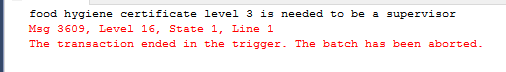 food hygiene certificate level 3 is needed to be a supervisor
Msg 3609, Level 16, State 1, Line 1
The transaction ended in the trigger. The batch has been aborted.